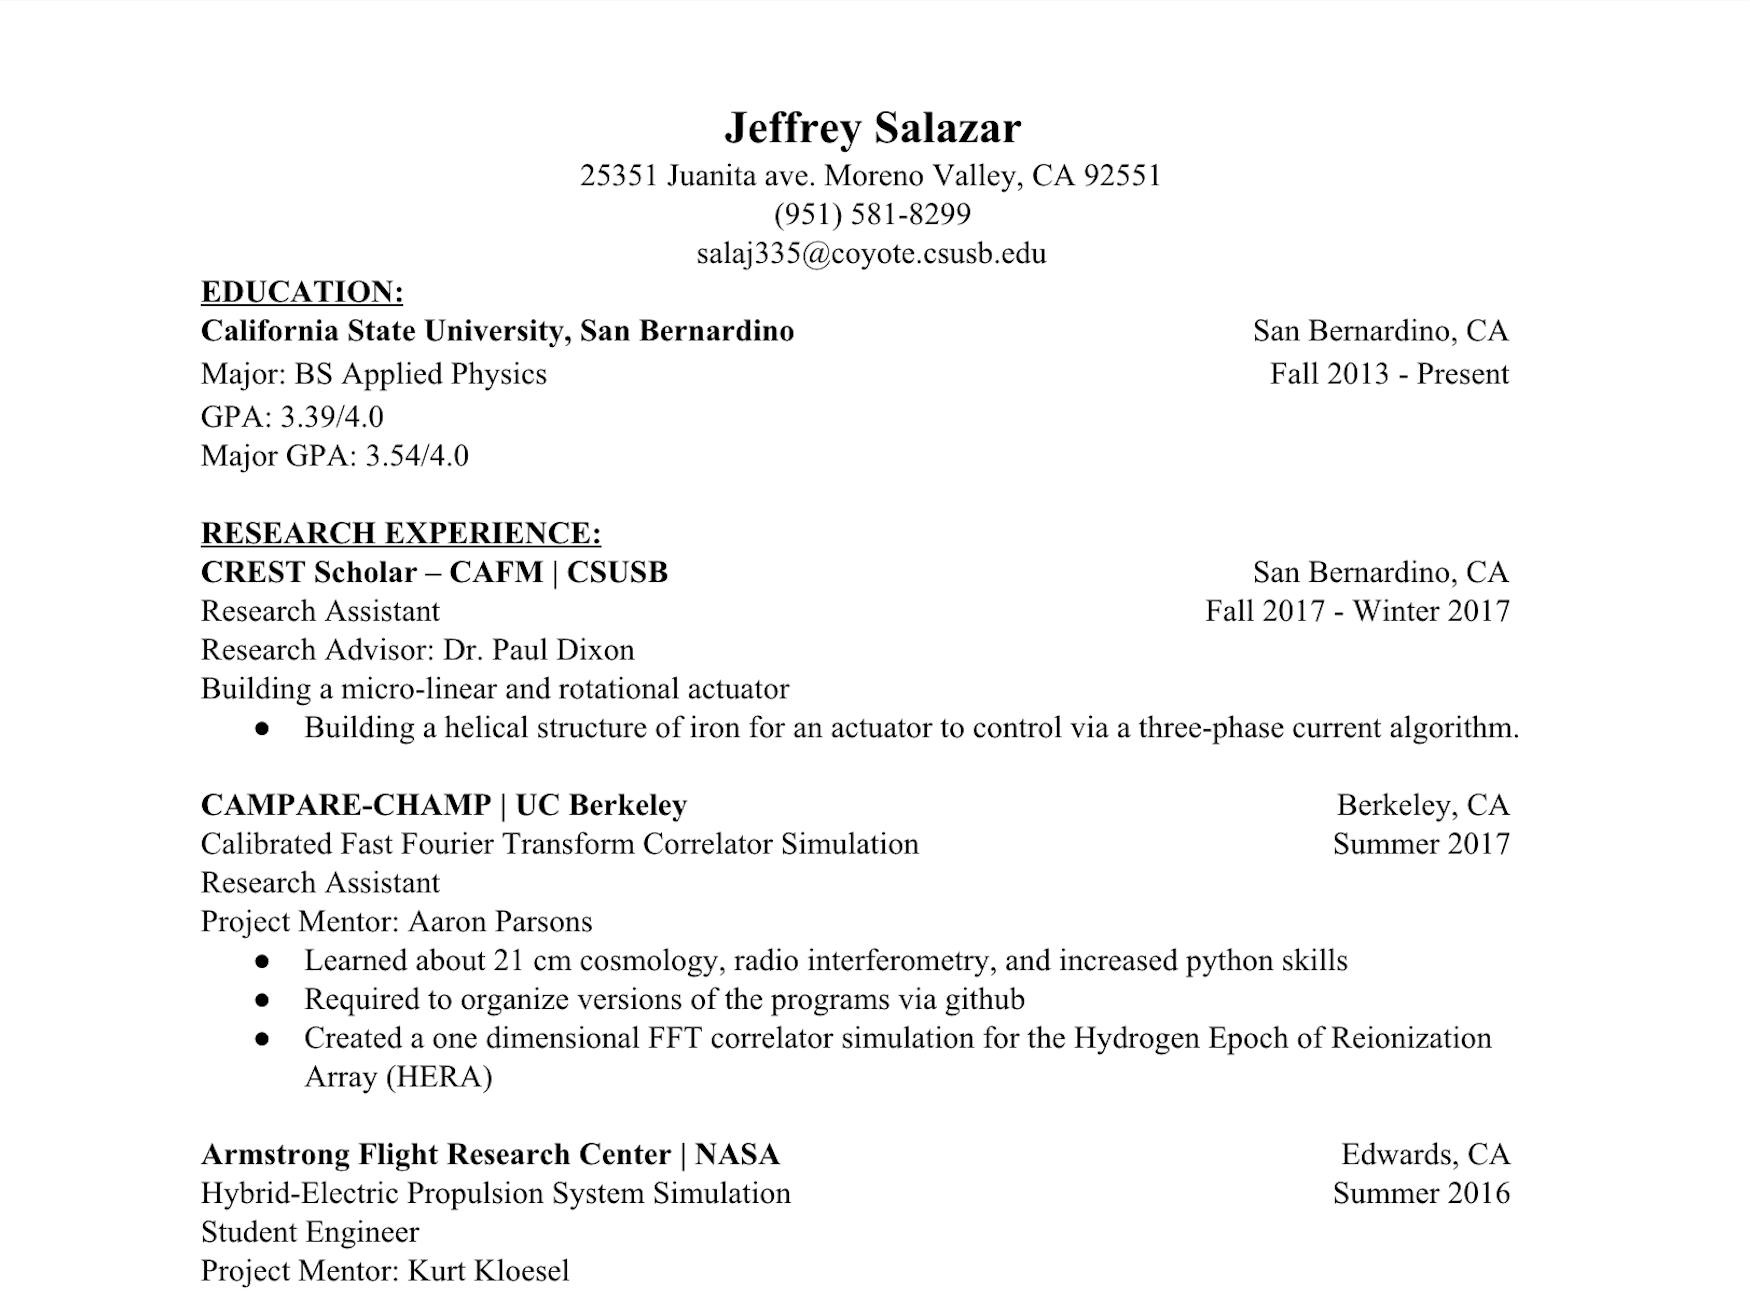 Jeffrey Salazar
25351 Juanita ave. Moreno Valley, CA 92551
(951) 581-8299
salaj335@coyote.csusb.edu
EDUCATION:
California State University, San Bernardino San Bernardino, CA
Major: BS Applied Physics Fall 2013 - Present
GPA: 3.39/4.0
Major GPA: 3.54/4.0
RESEARCH EXPERIENCE:
CREST Scholar – CAFM | CSUSB San Bernardino, CA
Research Assistant Fall 2017 - Winter 2017
Research Advisor: Dr. Paul Dixon
Building a micro-linear and rotational actuator
● Building a helical structure of iron for an actuator to control via a three-phase current algorithm.
CAMPARE-CHAMP | UC Berkeley Berkeley, CA
Calibrated Fast Fourier Transform Correlator Simulation Summer 2017
Research Assistant
Project Mentor: Aaron Parsons
● Learned about 21 cm cosmology, radio interferometry, and increased python skills
● Required to organize versions of the programs via github
● Created a one dimensional FFT correlator simulation for the Hydrogen Epoch of Reionization
Array (HERA)
Armstrong Flight Research Center | NASA Edwards, CA
Hybrid-Electric Propulsion System Simulation Summer 2016
Student Engineer
Project Mentor: Kurt Kloesel